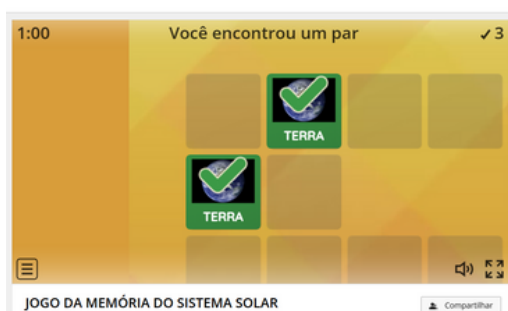 1:00
Você encontrou um par
✓ 3
TERRA
TERRA
JOGO DA MEMÓRIA DO SISTEMA SOLAR
Compartilhar